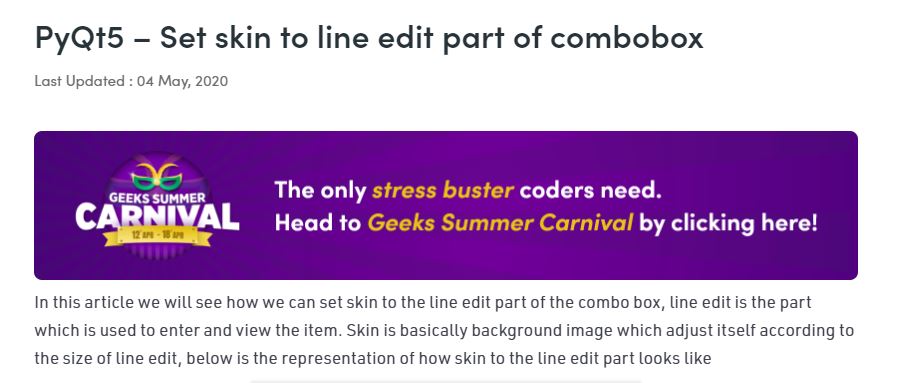 PyQt5 – Set skin to line edit part of combobox
Last Updated : 04 May, 2020
GEEKS SUMMER
CARNIVAL
12 APR - 18 APR
The only stress buster coders need.
Head to Geeks Summer Carnival by clicking here!
In this article we will see how we can set skin to the line edit part of the combo box, line edit is the part
which is used to enter and view the item. Skin is basically background image which adjust itself according to
the size of line edit, below is the representation of how skin to the line edit part looks like